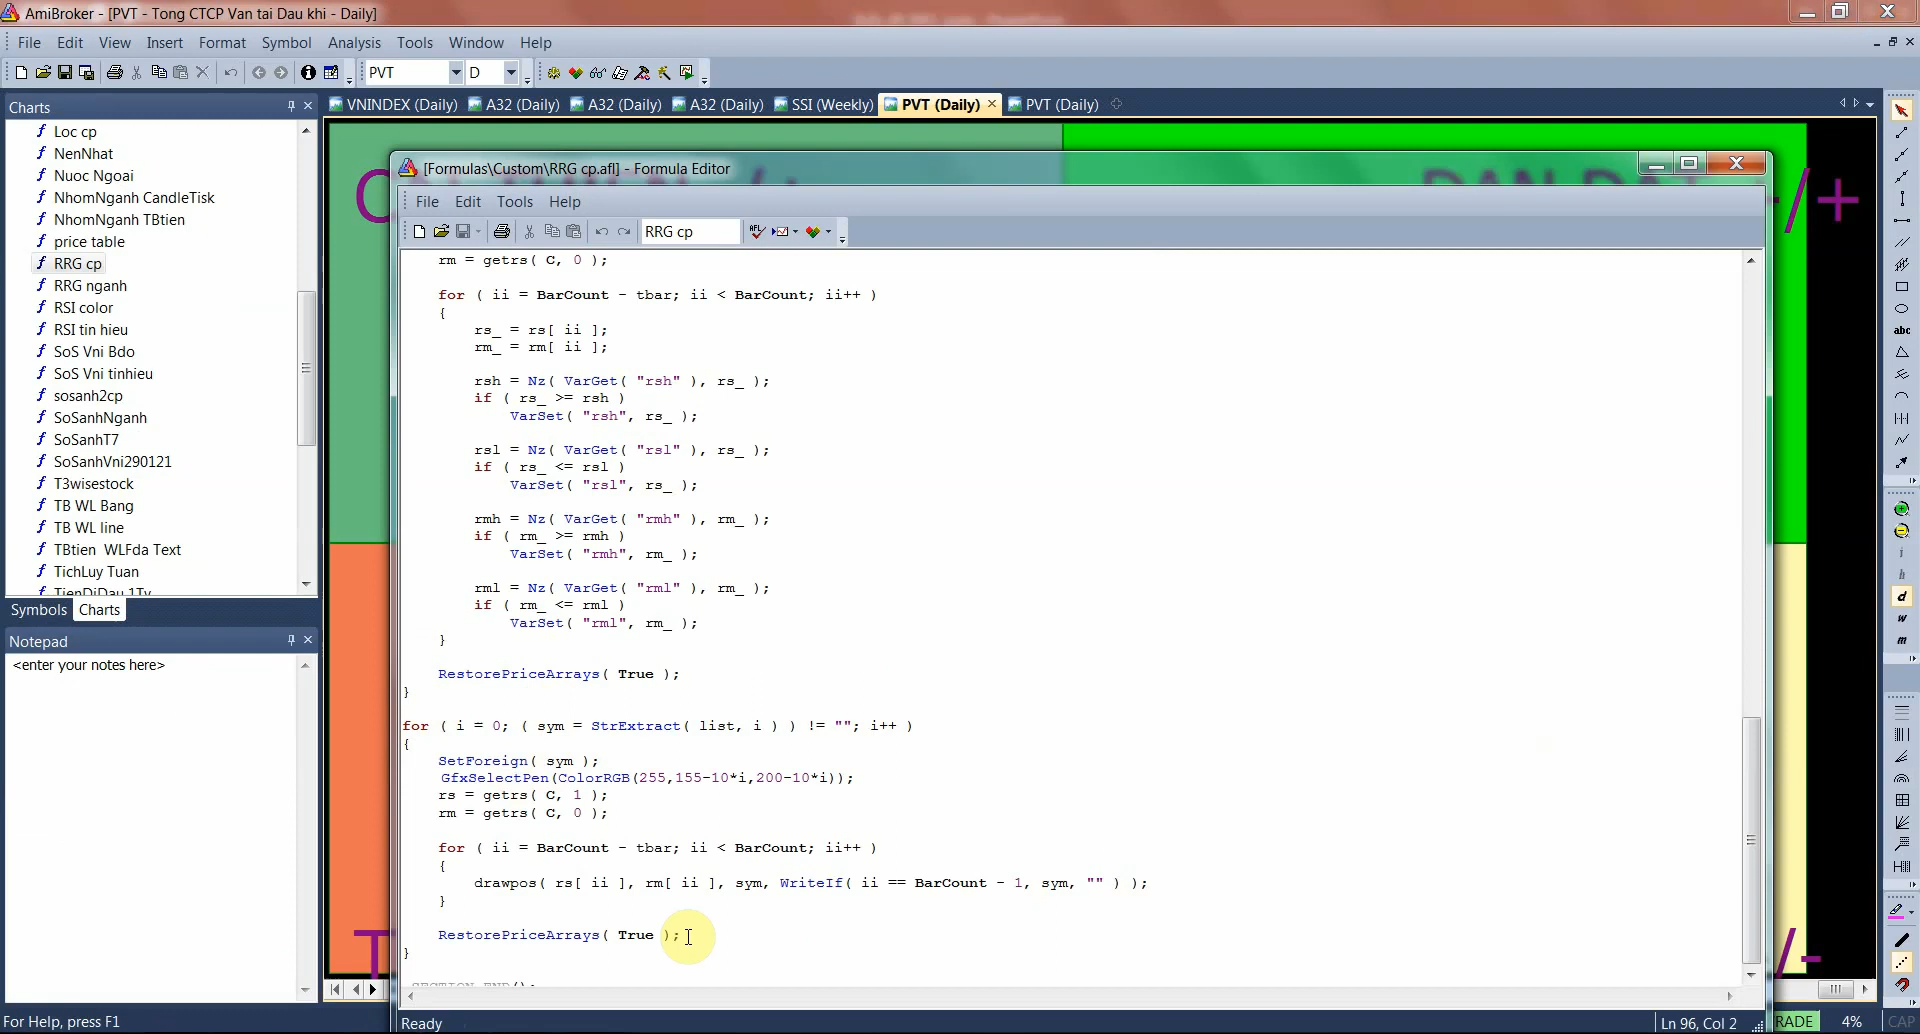 AmiBroker - [PVT - Tong CTCP Van tai Dau khi - Daily]
File Edit View Insert Format Symbol Analysis Tools Window Help
PVT D
Charts
VNINDEX (Daily) A32 (Daily) A32 (Daily) A32 (Daily) SSI (Weekly) PVT (Daily) PVT (Daily)
Loc cp
NenNhat
Nuoc Ngoai
NhomNganh CandleTisk
NhomNganh TBtien
price table
RRG cp
RRG nganh
RSI color
RSI tin hieu
SoS Vni Bdo
SoS Vni tinhieu
sosanh2cp
SoSanhNganh
SoSanhT7
SoSanhVni290121
T3wisestock
TB WL Bang
TB WL line
TBtien WLFda Text
TichLuy Tuan
TienDiDau 1Ty
Symbols Charts
Notepad
<enter your notes here>
[Formulas\Custom\RRG cp.afl] - Formula Editor
File Edit Tools Help
RRG cp
rm = getrs( C, 0 );
for ( ii = BarCount - tbar; ii < BarCount; ii++ )
{
rs_ = rs[ ii ];
rm_ = rm[ ii ];
rsh = Nz( VarGet( "rsh" ), rs_ );
if ( rs_ >= rsh )
VarSet( "rsh", rs_ );
rsl = Nz( VarGet( "rsl" ), rs_ );
if ( rs_ <= rsl )
VarSet( "rsl", rs_ );
rmh = Nz( VarGet( "rmh" ), rm_ );
if ( rm_ >= rmh )
VarSet( "rmh", rm_ );
rml = Nz( VarGet( "rml" ), rm_ );
if ( rm_ <= rml )
VarSet( "rml", rm_ );
}
RestorePriceArrays( True );
}
for ( i = 0; ( sym = StrExtract( list, i ) ) != ""; i++ )
{
SetForeign( sym );
GfxSelectPen(ColorRGB(255,155-10*i,200-10*i));
rs = getrs( C, 1 );
rm = getrs( C, 0 );
for ( ii = BarCount - tbar; ii < BarCount; ii++ )
{
drawpos( rs[ ii ], rm[ ii ], sym, WriteIf( ii == BarCount - 1, sym, "" ) );
}
RestorePriceArrays( True );
}
Ready
Ln 96, Col 2
/+
/-
abc
i
h
d
w
m
For Help, press F1
RADE 4% CAP